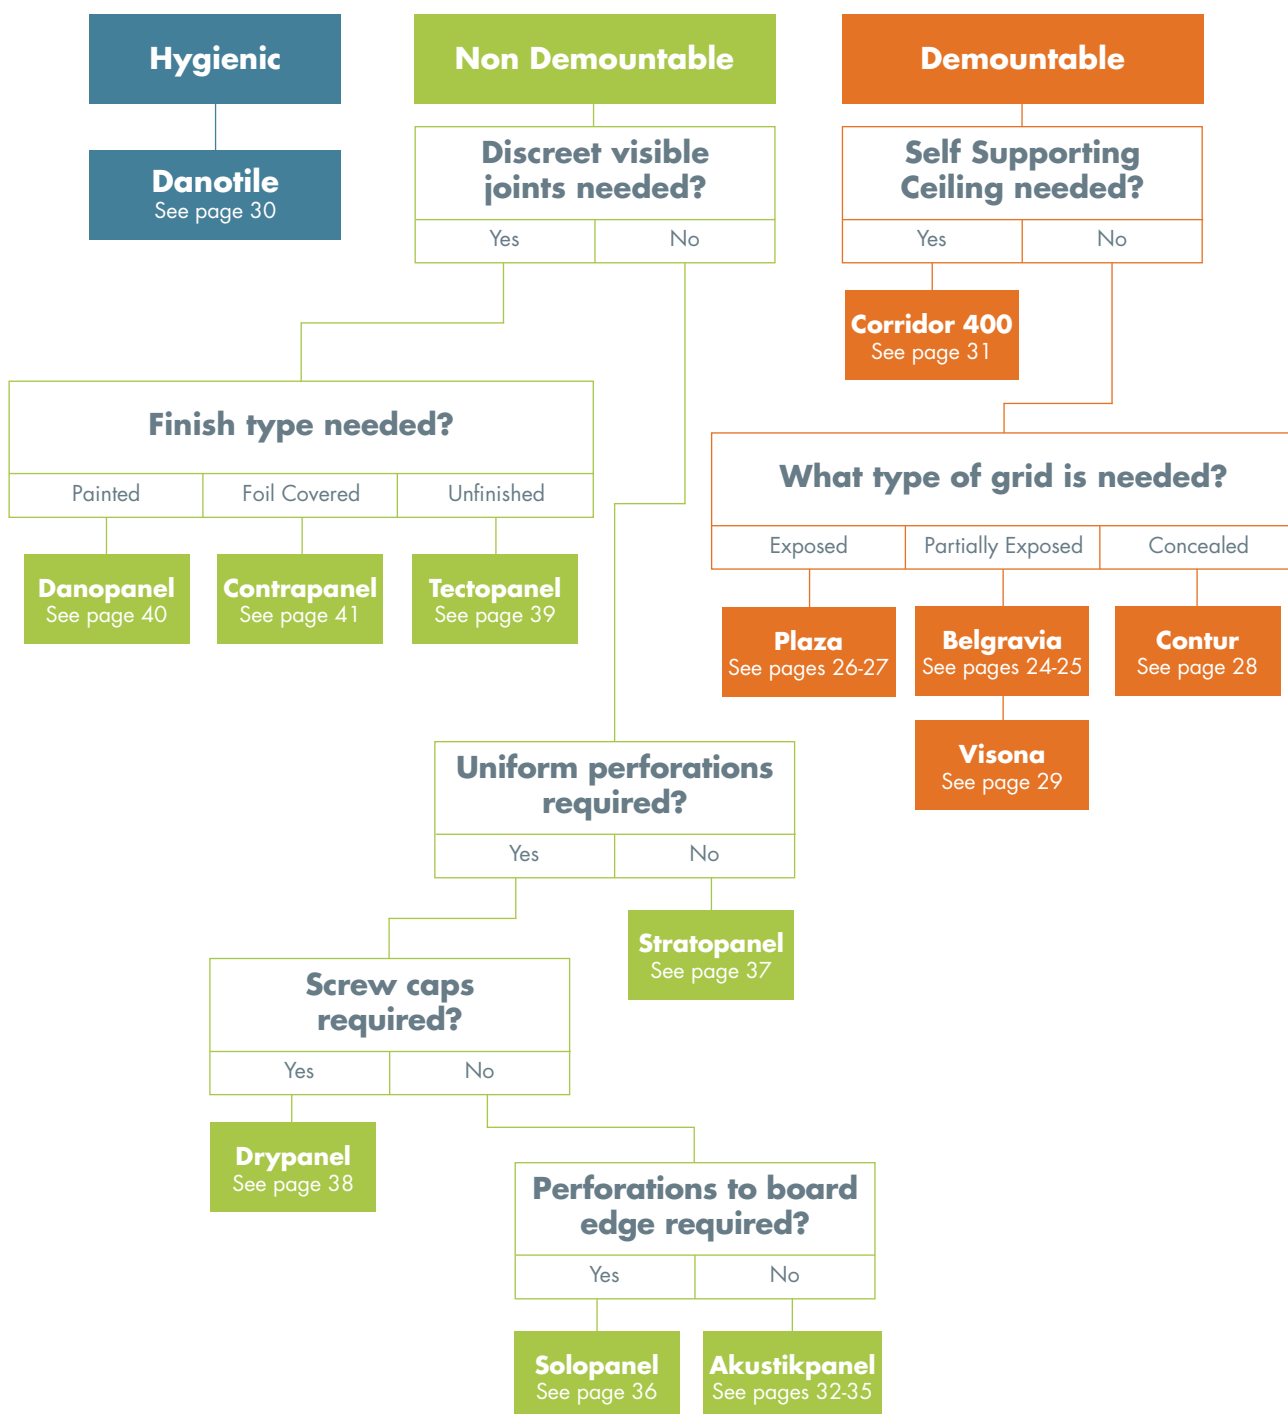 Hygienic
Danotile
See page 30
Non Demountable
Discreet visible
joints needed?
Yes
No
Finish type needed?
Painted
Foil Covered
Unfinished
Danopanel
See page 40
Contrapanel
See page 41
Tectopanel
See page 39
Uniform perforations
required?
Yes
No
Stratopanel
See page 37
Screw caps
required?
Yes
No
Drypanel
See page 38
Perforations to board
edge required?
Yes
No
Solopanel
See page 36
Akustikpanel
See pages 32-35
Demountable
Self Supporting
Ceiling needed?
Yes
No
Corridor 400
See page 31
What type of grid is needed?
Exposed
Partially Exposed
Concealed
Plaza
See pages 26-27
Belgravia
See pages 24-25
Contur
See page 28
Visona
See page 29